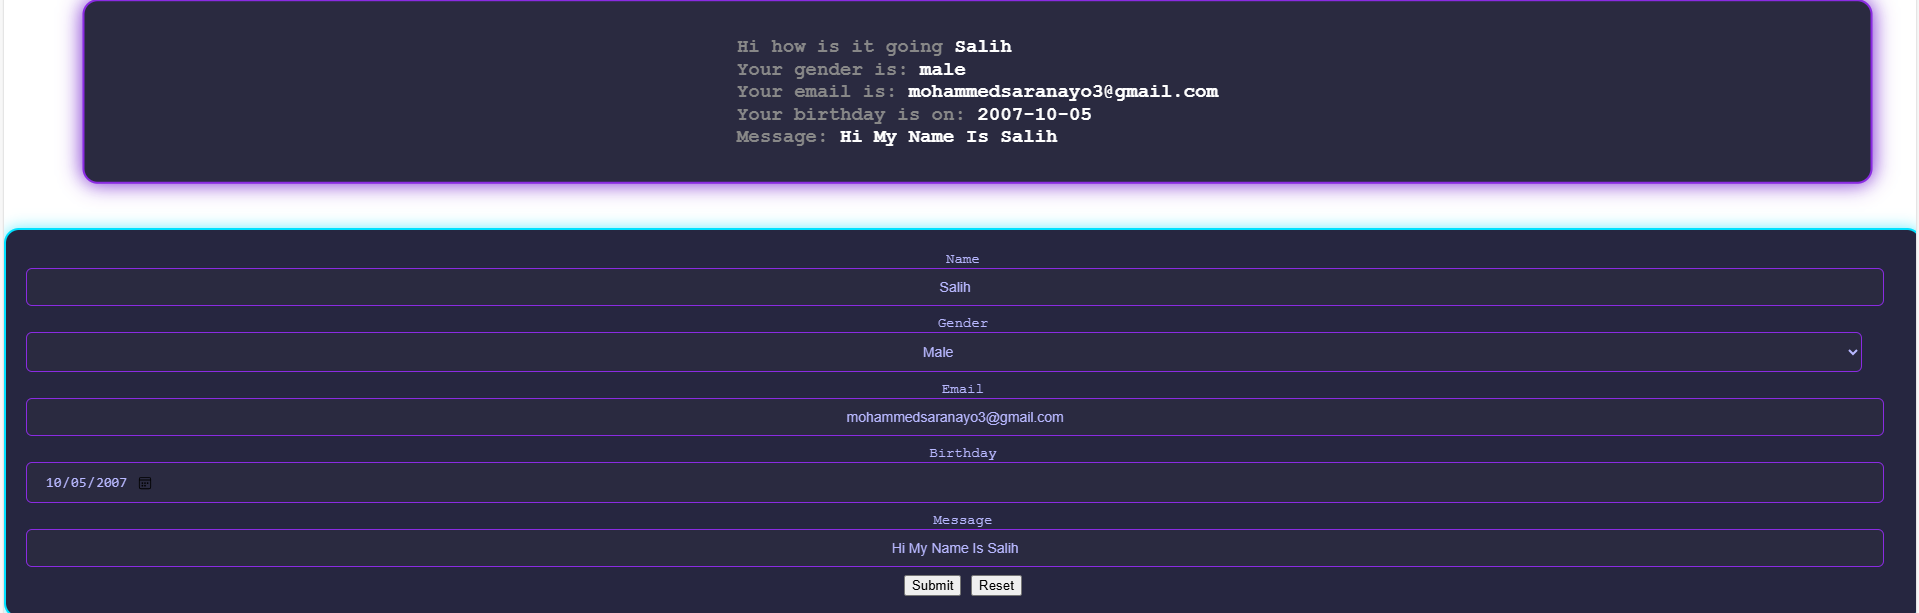 Hi how is it going Salih
Your gender is: male
Your email is: mohammedsaranayo3@gmail.com
Your birthday is on: 2007-10-05
Message: Hi My Name Is Salih
Name
Salih
Gender
Male
Email
mohammedsaranayo3@gmail.com
Birthday
10/05/2007
Message
Hi My Name Is Salih
Submit Reset